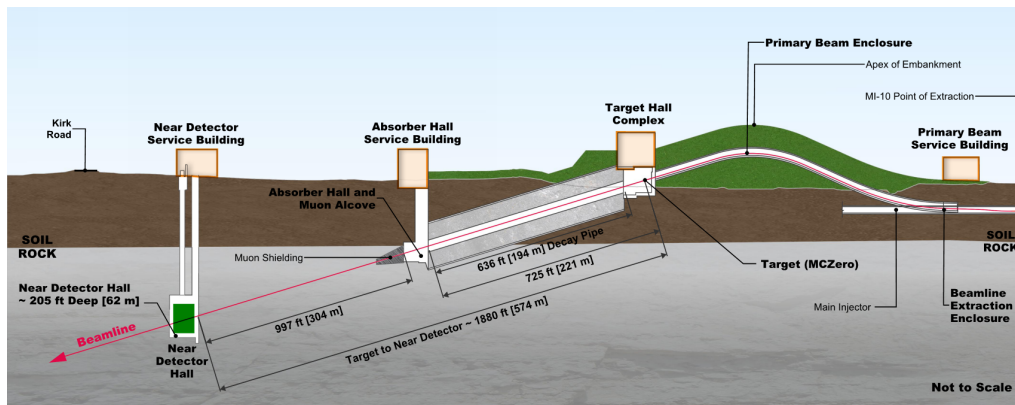 Primary Beam Enclosure
Apex of Embankment
MI-10 Point of Extraction
Kirk
Road
Near Detector
Service Building
Absorber Hall
Service Building
Target Hall
Complex
Primary Beam
Service Building
Absorber Hall and
Muon Alcove
SOIL
ROCK
SOIL
ROCK
Muon Shielding
636 ft [194 m] Decay Pipe
725 ft [221 m]
Target (MCZero)
Near Detector Hall
~ 205 ft Deep [62 m]
997 ft [304 m]
Target to Near Detector ~ 1880 ft [574 m]
Main Injector
Beamline
Extraction
Enclosure
Beamline
Near
Detector
Hall
Not to Scale